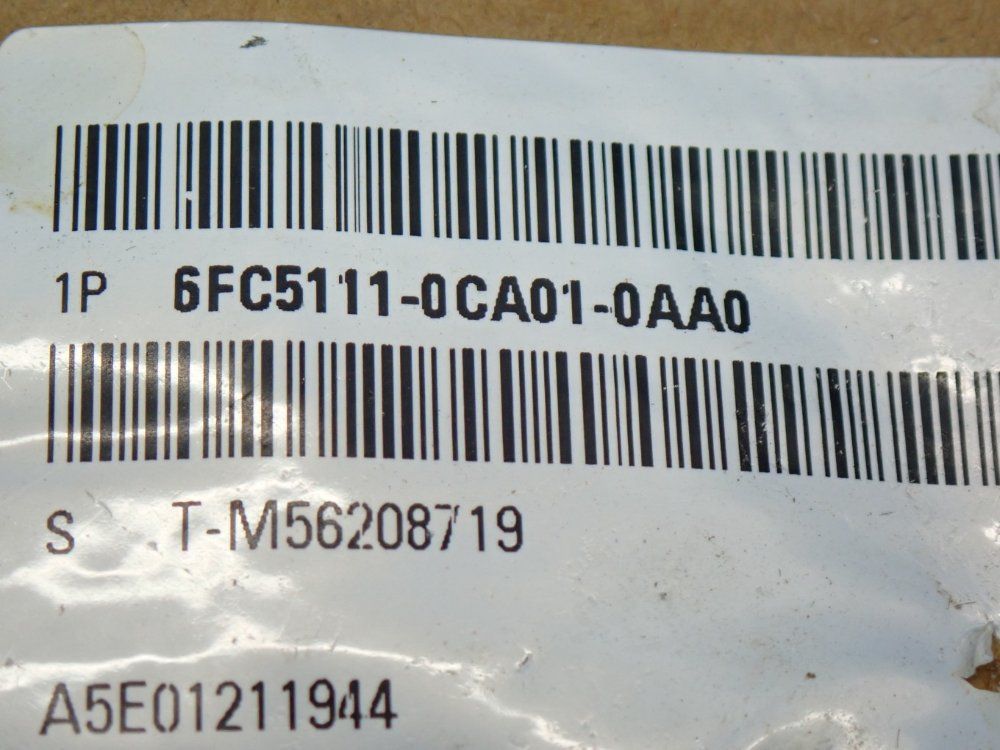 1P 6FC5111-0CA01-0AA0
S T-M56208719
A5E01211944